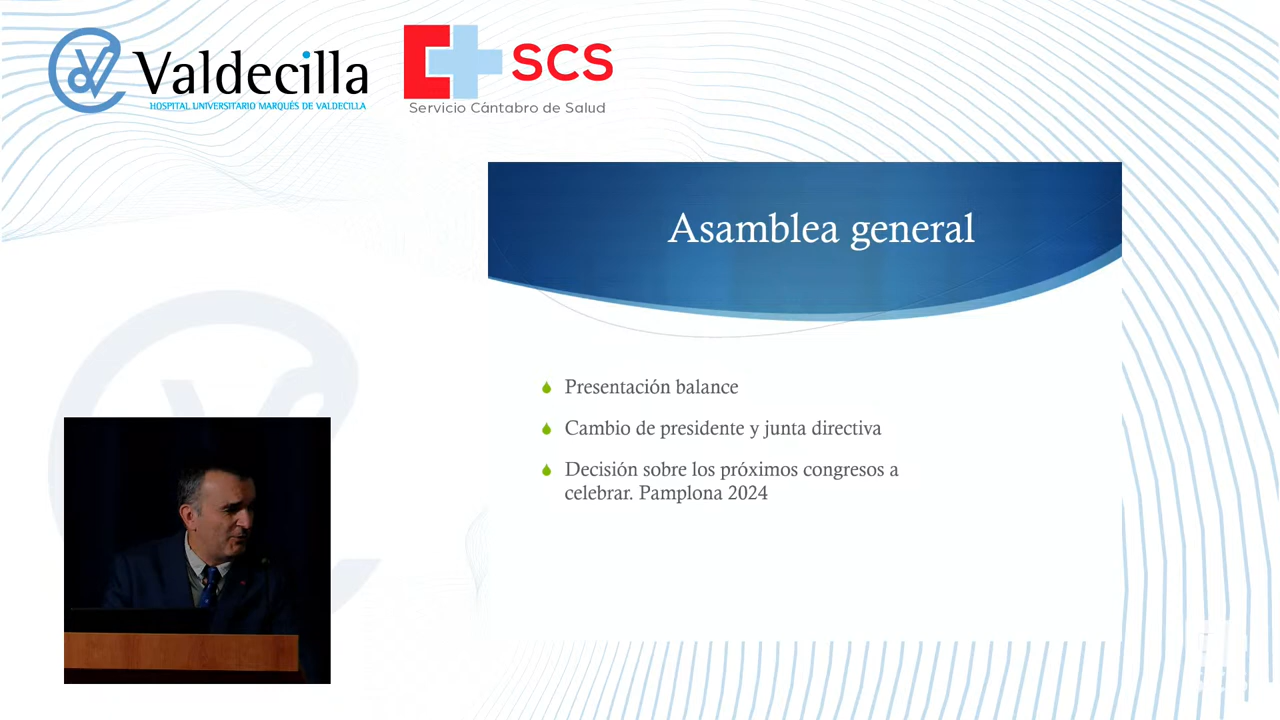 Valdecilla
HOSPITAL UNIVERSITARIO MARQUÉS DE VALDECILLA
SCS
Servicio Cántabro de Salud
Asamblea general
Presentación balance
Cambio de presidente y junta directiva
Decisión sobre los próximos congresos a
celebrar. Pamplona 2024